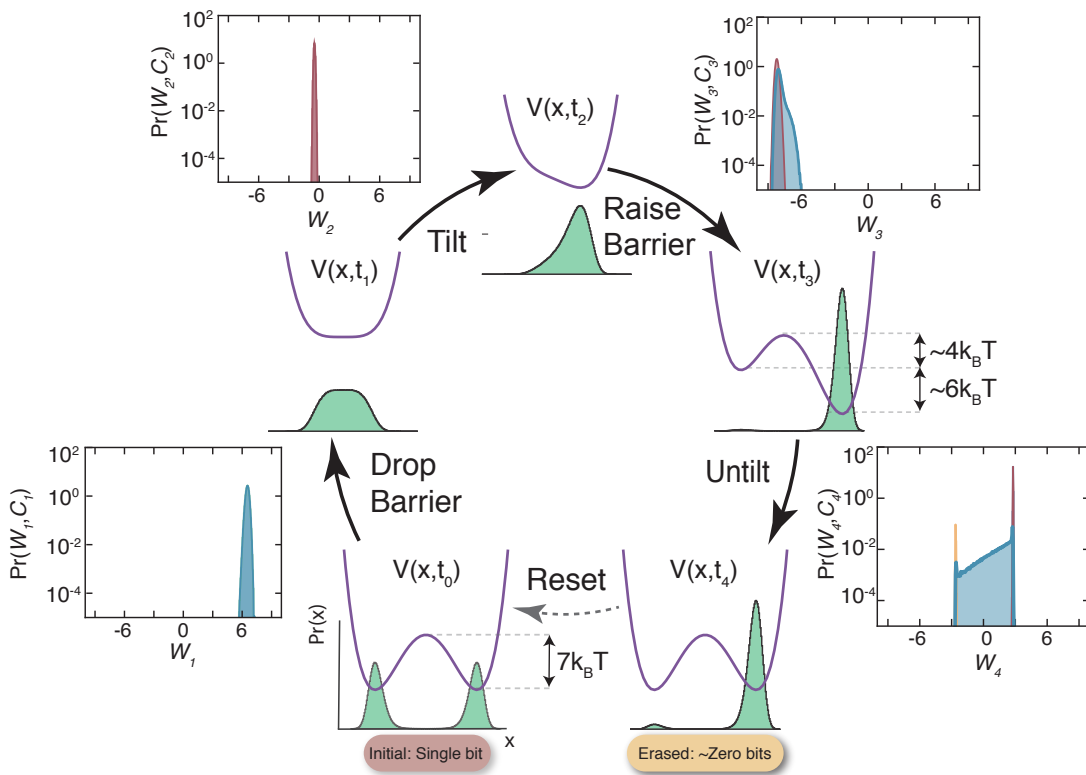 10²
10⁰
10⁻²
10⁻⁴
Pr(W₂,C₂)
-6 0 6
W₂
V(x,t₂)
10²
10⁰
10⁻²
10⁻⁴
Pr(W₃,C₃)
-6 0 6
W₃
Tilt
Raise
Barrier
V(x,t₁)
V(x,t₃)
~4k_BT
~6k_BT
10²
10⁰
10⁻²
10⁻⁴
Pr(W₁,C₁)
-6 0 6
W₁
Drop
Barrier
Untilt
10²
10⁰
10⁻²
10⁻⁴
Pr(W₄,C₄)
-6 0 6
W₄
V(x,t₀)
Reset
V(x,t₄)
Pr(x)
7k_BT
x
Initial: Single bit
Erased: ~Zero bits